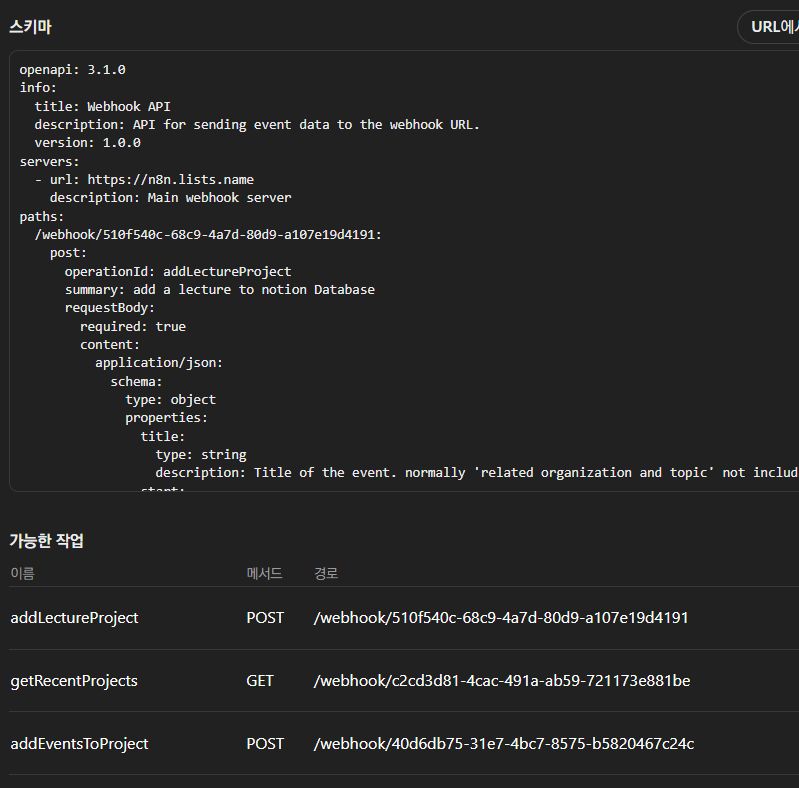 스키마
URL에서
openapi: 3.1.0
info:
  title: Webhook API
  description: API for sending event data to the webhook URL.
  version: 1.0.0
servers:
  - url: https://n8n.lists.name
    description: Main webhook server
paths:
  /webhook/510f540c-68c9-4a7d-80d9-a107e19d4191:
    post:
      operationId: addLectureProject
      summary: add a lecture to notion Database
      requestBody:
        required: true
        content:
          application/json:
            schema:
              type: object
              properties:
                title:
                  type: string
                  description: Title of the event. normally 'related organization and topic' not includ
                start:
가능한 작업
이름 메서드 경로
addLectureProject POST /webhook/510f540c-68c9-4a7d-80d9-a107e19d4191
getRecentProjects GET /webhook/c2cd3d81-4cac-491a-ab59-721173e881be
addEventsToProject POST /webhook/40d6db75-31e7-4bc7-8575-b5820467c24c